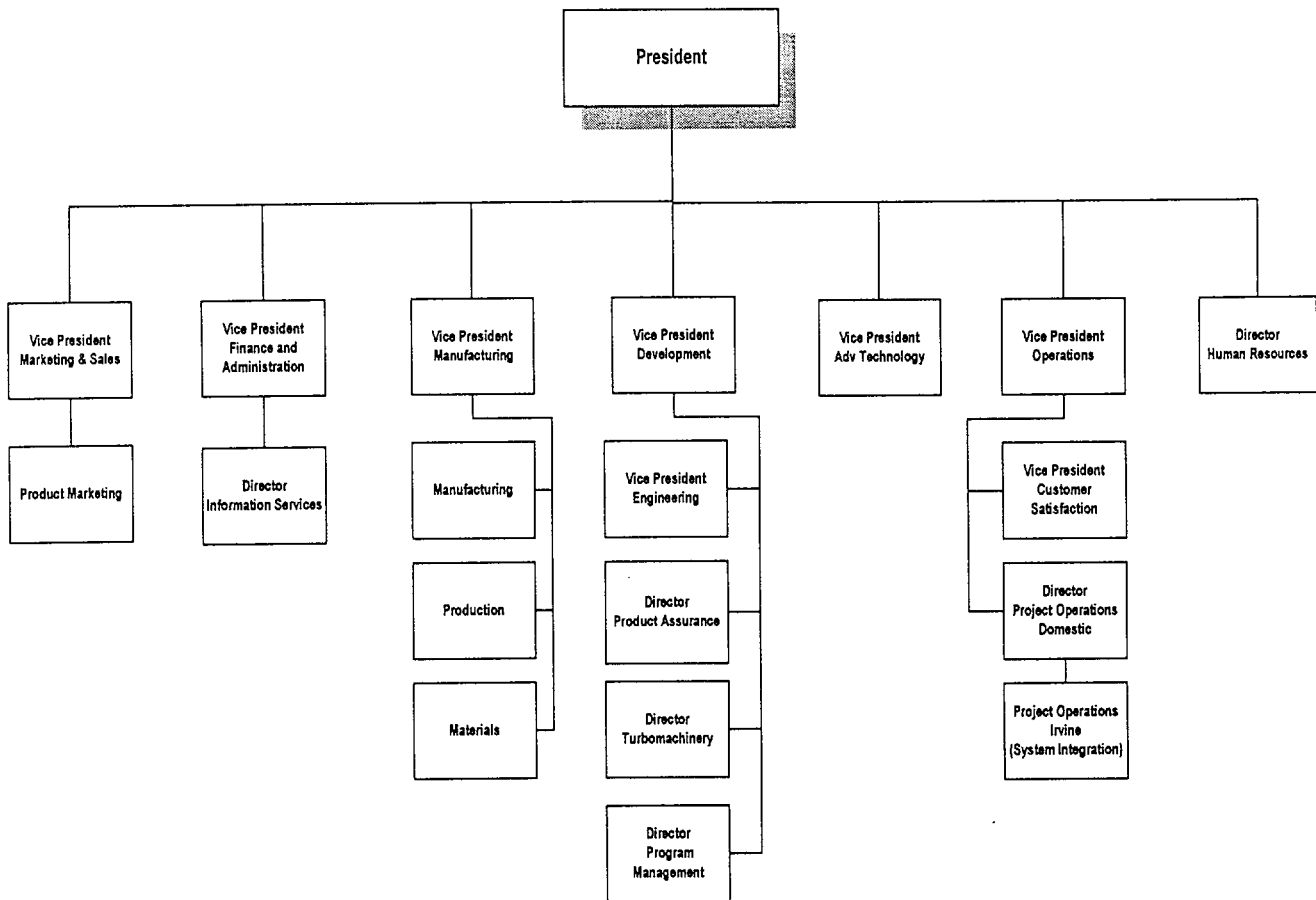 President
Vice President
Marketing & Sales
Vice President
Finance and
Administration
Vice President
Manufacturing
Vice President
Development
Vice President
Adv Technology
Vice President
Operations
Director
Human Resources
Product Marketing
Director
Information Services
Manufacturing
Vice President
Engineering
Vice President
Customer
Satisfaction
Production
Director
Product Assurance
Director
Project Operations
Domestic
Materials
Director
Turbomachinery
Project Operations
Irvine
(System Integration)
Director
Program
Management